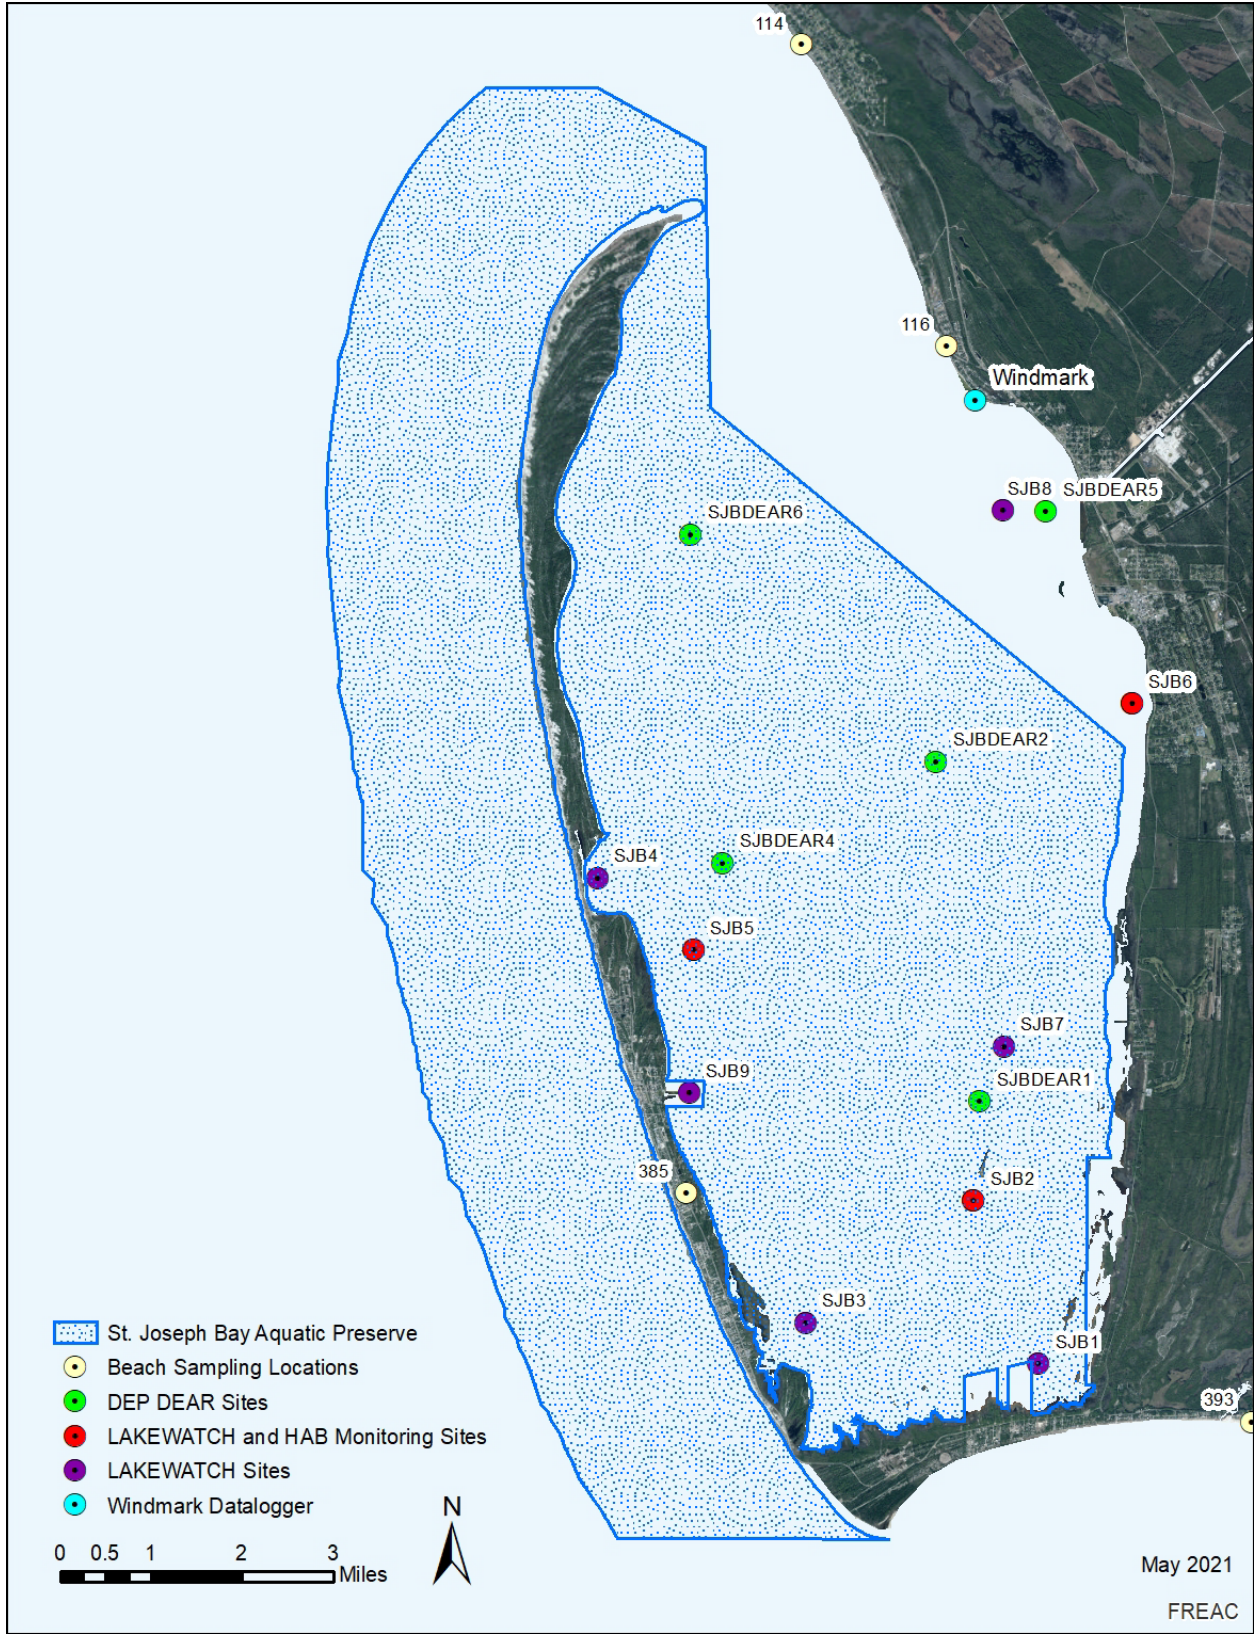 114
116
Windmark
SJB8 SJBDEAR5
SJBDEAR6
SJB6
SJBDEAR2
SJBDEAR4
SJB4
SJB5
SJB7
SJB9
SJBDEAR1
385
SJB2
SJB3
SJB1
393
St. Joseph Bay Aquatic Preserve
Beach Sampling Locations
DEP DEAR Sites
LAKEWATCH and HAB Monitoring Sites
LAKEWATCH Sites
Windmark Datalogger
N
0 0.5 1 2 3
Miles
May 2021
FREAC